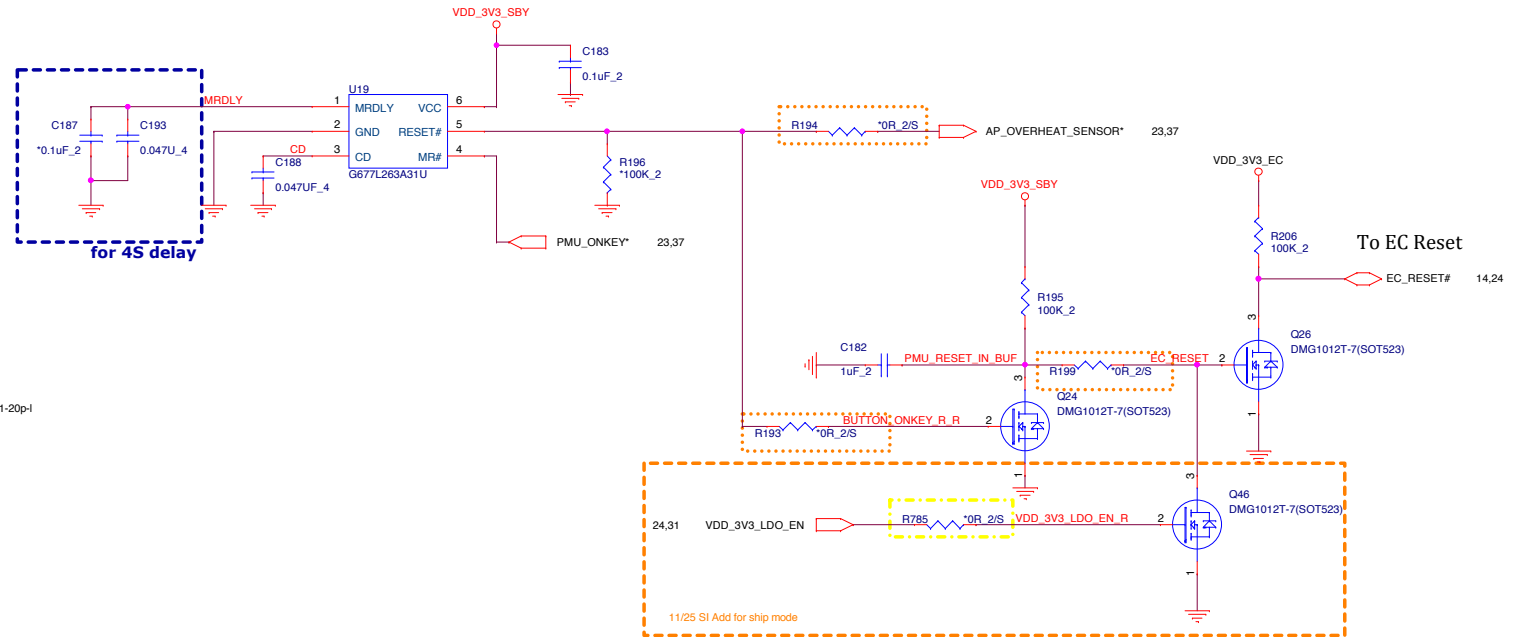 VDD_3V3_SBY
C183
0.1uF_2
U19
MRDLY
1
MRDLY
VCC
6
C187
C193
*0.1uF_2
0.047U_4
2
GND
RESET#
5
R194
*0R_2/S
AP_OVERHEAT_SENSOR*
23,37
CD
3
CD
MR#
4
C188
0.047UF_4
G677L263A31U
R196
*100K_2
VDD_3V3_EC
VDD_3V3_SBY
for 4S delay
PMU_ONKEY*
23,37
R206
100K_2
To EC Reset
EC_RESET#
14,24
R195
100K_2
3
Q26
DMG1012T-7(SOT523)
C182
1uF_2
PMU_RESET_IN_BUF
R199
*0R_2/S
EC_RESET
2
3
Q24
DMG1012T-7(SOT523)
1-20p-l
R193
*0R_2/S
BUTTON_ONKEY_R_R
2
1
1
3
Q46
DMG1012T-7(SOT523)
24,31
VDD_3V3_LDO_EN
R785
*0R_2/S
VDD_3V3_LDO_EN_R
2
1
11/25 SI Add for ship mode